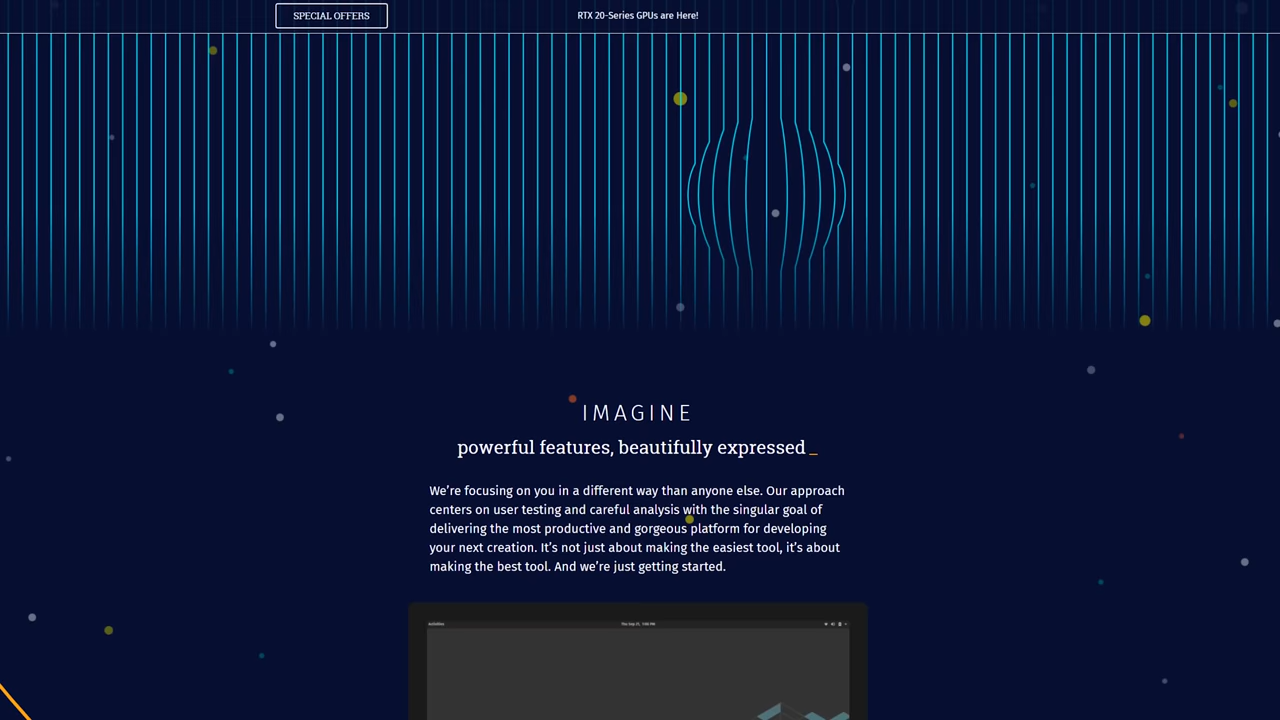 SPECIAL OFFERS
RTX 20-Series GPUs are Here!
IMAGINE
powerful features, beautifully expressed _
We’re focusing on you in a different way than anyone else. Our approach
centers on user testing and careful analysis with the singular goal of
delivering the most productive and gorgeous platform for developing
your next creation. It’s not just about making the easiest tool, it’s about
making the best tool. And we’re just getting started.